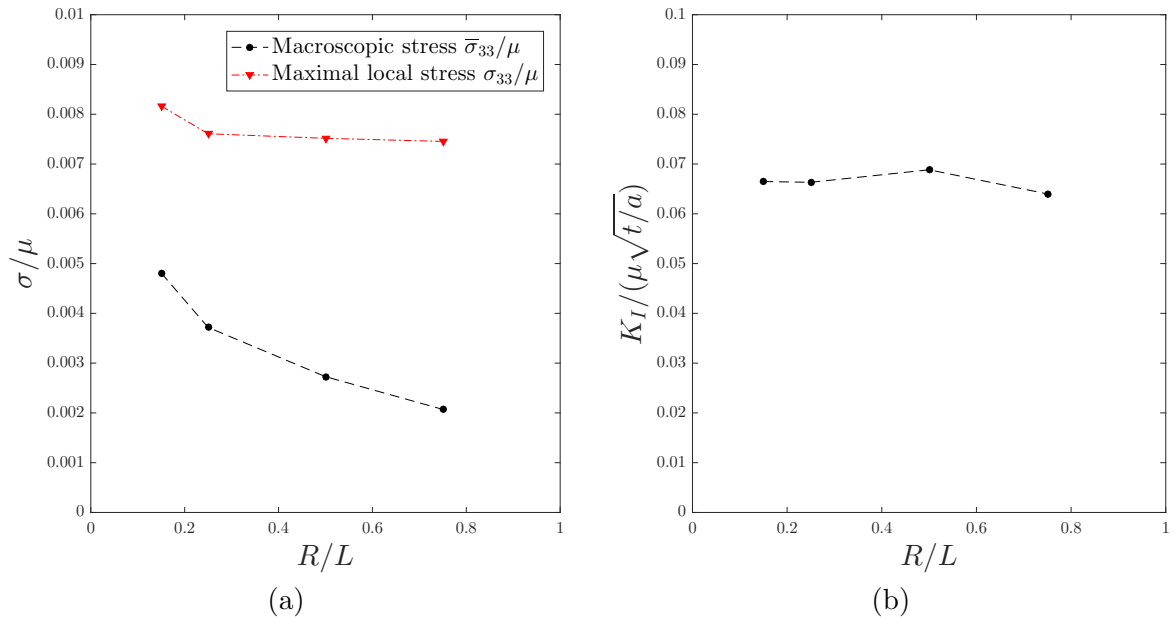 0.01
0.009
0.008
0.007
0.006
0.005
0.004
0.003
0.002
0.001
0
σ/μ
Macroscopic stress σ̅₃₃/μ
Maximal local stress σ₃₃/μ
0 0.2 0.4 0.6 0.8 1
R/L
(a)
0.1
0.09
0.08
0.07
0.06
0.05
0.04
0.03
0.02
0.01
0
K_I/(μ√(t/a))
0 0.2 0.4 0.6 0.8 1
R/L
(b)